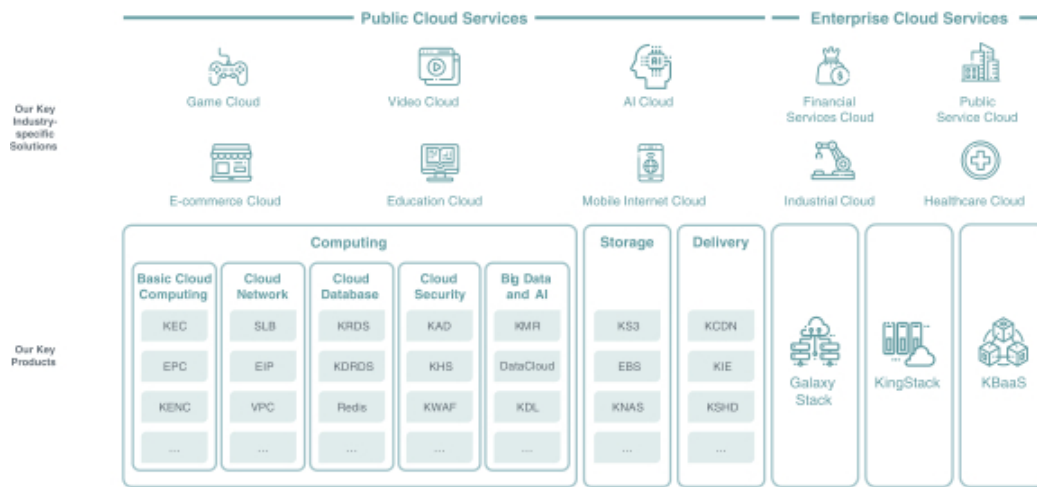 Public Cloud Services
Enterprise Cloud Services
Our Key
Industry-
specific
Solutions
Game Cloud
Video Cloud
AI
AI Cloud
Financial
Services Cloud
Public
Service Cloud
E-commerce Cloud
Education Cloud
Mobile Internet Cloud
Industrial Cloud
Healthcare Cloud
Our Key
Products
Computing
Basic Cloud
Computing
KEC
EPC
KENC
...
Cloud
Network
SLB
EIP
VPC
...
Cloud
Database
KRDS
KDRDS
Redis
...
Cloud
Security
KAD
KHS
KWAF
...
Big Data
and AI
KMR
DataCloud
KDL
...
Storage
KS3
EBS
KNAS
...
Delivery
KCDN
KIE
KSHD
...
Galaxy
Stack
KingStack
KBaaS